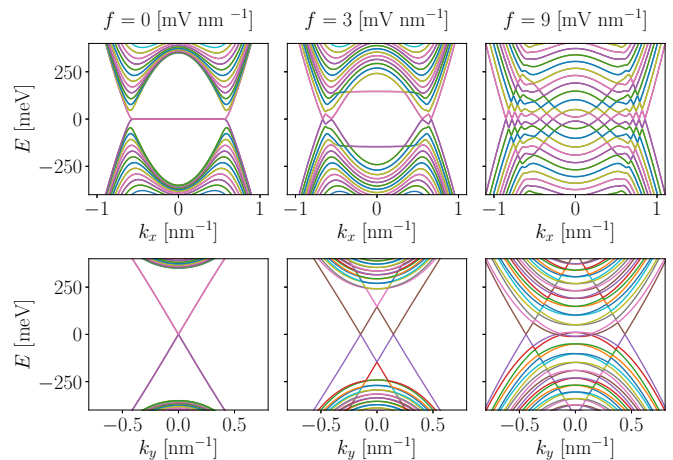 f = 0 [mV nm⁻¹] f = 3 [mV nm⁻¹] f = 9 [mV nm⁻¹]
E [meV]
250
0
−250
−1 0 1 −1 0 1 −1 0 1
kₓ [nm⁻¹] kₓ [nm⁻¹] kₓ [nm⁻¹]
E [meV]
250
0
−250
−0.5 0.0 0.5 −0.5 0.0 0.5 −0.5 0.0 0.5
k_y [nm⁻¹] k_y [nm⁻¹] k_y [nm⁻¹]